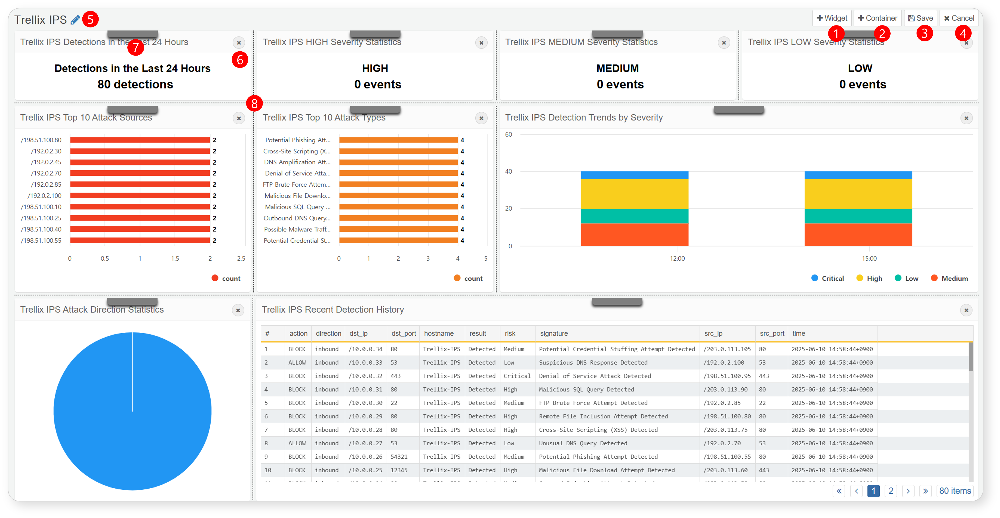 Trellix IPS 5
Widget Container Save Cancel
1 2 3 4
Trellix IPS Detections in the Last 24 Hours
7
6
Detections in the Last 24 Hours
80 detections
Trellix IPS HIGH Severity Statistics
HIGH
0 events
Trellix IPS MEDIUM Severity Statistics
MEDIUM
0 events
Trellix IPS LOW Severity Statistics
LOW
0 events
8
Trellix IPS Top 10 Attack Sources
/198.51.100.80 2
/192.0.2.30 2
/192.0.2.45 2
/192.0.2.70 2
/192.0.2.85 2
/192.0.2.100 2
/198.51.100.10 2
/198.51.100.25 2
/198.51.100.40 2
/198.51.100.55 2
0 0.5 1 1.5 2 2.5
count
Trellix IPS Top 10 Attack Types
Potential Phishing Att... 4
Cross-Site Scripting (X... 4
DNS Amplification Att... 4
Denial of Service Atta... 4
FTP Brute Force Attem... 4
Malicious File Downlo... 4
Malicious SQL Query ... 4
Outbound DNS Query... 4
Possible Malware Traff... 4
Potential Credential St... 4
0 1 2 3 4 5
count
Trellix IPS Detection Trends by Severity
60
40
20
0
12:00 15:00
Critical High Low Medium
Trellix IPS Attack Direction Statistics
Trellix IPS Recent Detection History
# action direction dst_ip dst_port hostname result risk signature src_ip src_port time
1 BLOCK inbound /10.0.0.34 80 Trellix-IPS Detected Medium Potential Credential Stuffing Attempt Detected /203.0.113.105 80 2025-06-10 14:58:44+0900
2 ALLOW inbound /10.0.0.33 53 Trellix-IPS Detected Low Suspicious DNS Response Detected /192.0.2.100 53 2025-06-10 14:58:44+0900
3 BLOCK inbound /10.0.0.32 443 Trellix-IPS Detected Critical Denial of Service Attack Detected /198.51.100.95 443 2025-06-10 14:58:44+0900
4 BLOCK inbound /10.0.0.31 80 Trellix-IPS Detected High Malicious SQL Query Detected /203.0.113.90 80 2025-06-10 14:58:44+0900
5 BLOCK inbound /10.0.0.30 22 Trellix-IPS Detected Medium FTP Brute Force Attempt Detected /192.0.2.85 22 2025-06-10 14:58:44+0900
6 BLOCK inbound /10.0.0.29 80 Trellix-IPS Detected High Remote File Inclusion Attempt Detected /198.51.100.80 80 2025-06-10 14:58:44+0900
7 BLOCK inbound /10.0.0.28 80 Trellix-IPS Detected High Cross-Site Scripting (XSS) Detected /203.0.113.75 80 2025-06-10 14:58:44+0900
8 ALLOW inbound /10.0.0.27 53 Trellix-IPS Detected Low Unusual DNS Query Detected /192.0.2.70 53 2025-06-10 14:58:44+0900
9 BLOCK inbound /10.0.0.26 54321 Trellix-IPS Detected Medium Potential Phishing Attempt Detected /198.51.100.55 80 2025-06-10 14:58:44+0900
10 BLOCK inbound /10.0.0.25 12345 Trellix-IPS Detected High Malicious File Download Attempt Detected /203.0.113.60 443 2025-06-10 14:58:44+0900
« ‹ 1 2 › » 80 items